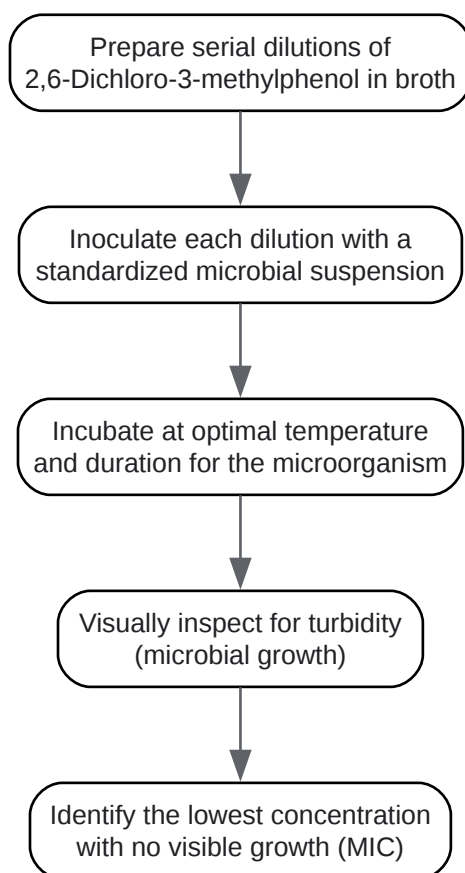 Prepare serial dilutions of
2,6-Dichloro-3-methylphenol in broth
Inoculate each dilution with a
standardized microbial suspension
Incubate at optimal temperature
and duration for the microorganism
Visually inspect for turbidity
(microbial growth)
Identify the lowest concentration
with no visible growth (MIC)